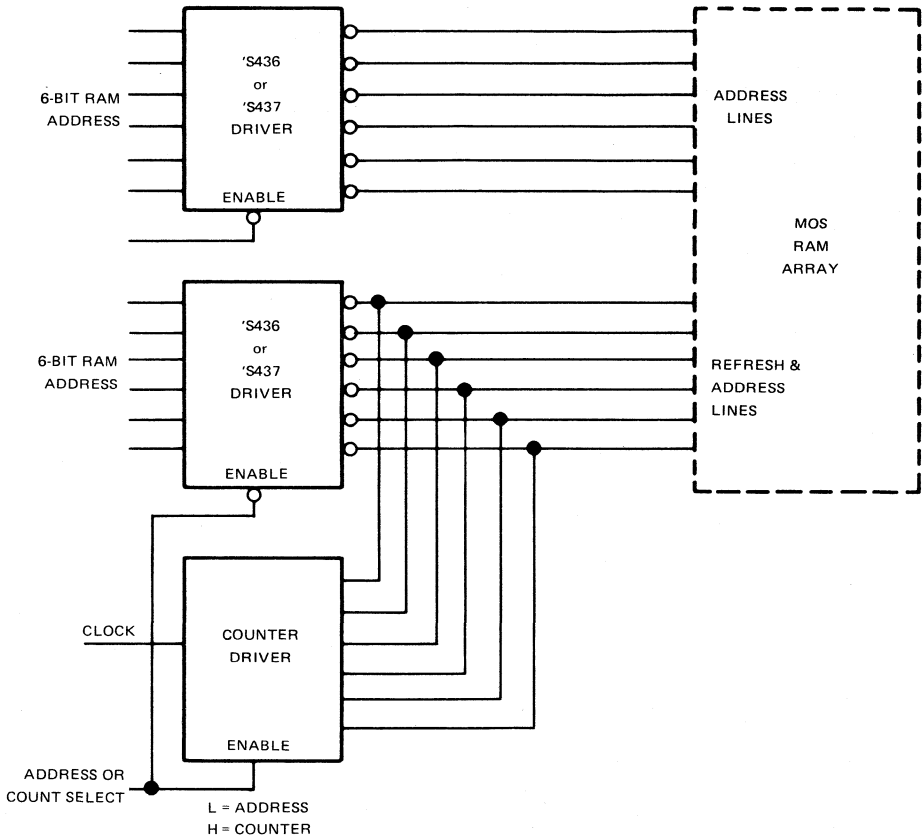 6-BIT RAM
ADDRESS
'S436
or
'S437
DRIVER
ENABLE
ADDRESS
LINES
MOS
RAM
ARRAY
6-BIT RAM
ADDRESS
'S436
or
'S437
DRIVER
ENABLE
REFRESH &
ADDRESS
LINES
CLOCK
COUNTER
DRIVER
ENABLE
ADDRESS OR
COUNT SELECT
L = ADDRESS
H = COUNTER